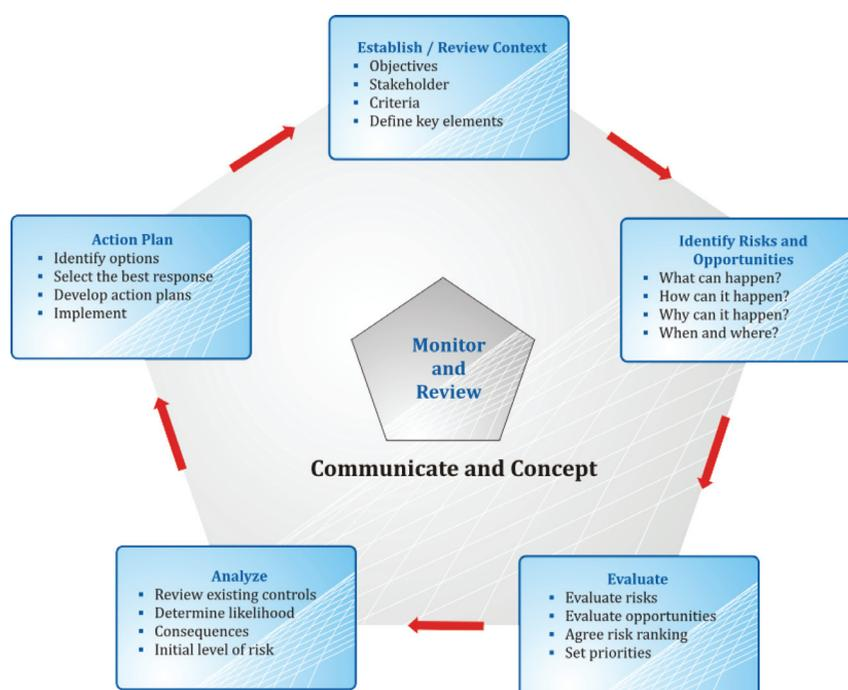 Establish / Review Context
▪ Objectives
▪ Stakeholder
▪ Criteria
▪ Define key elements
Identify Risks and
Opportunities
▪ What can happen?
▪ How can it happen?
▪ Why can it happen?
▪ When and where?
Evaluate
▪ Evaluate risks
▪ Evaluate opportunities
▪ Agree risk ranking
▪ Set priorities
Analyze
▪ Review existing controls
▪ Determine likelihood
▪ Consequences
▪ Initial level of risk
Action Plan
▪ Identify options
▪ Select the best response
▪ Develop action plans
▪ Implement
Monitor
and
Review
Communicate and Concept